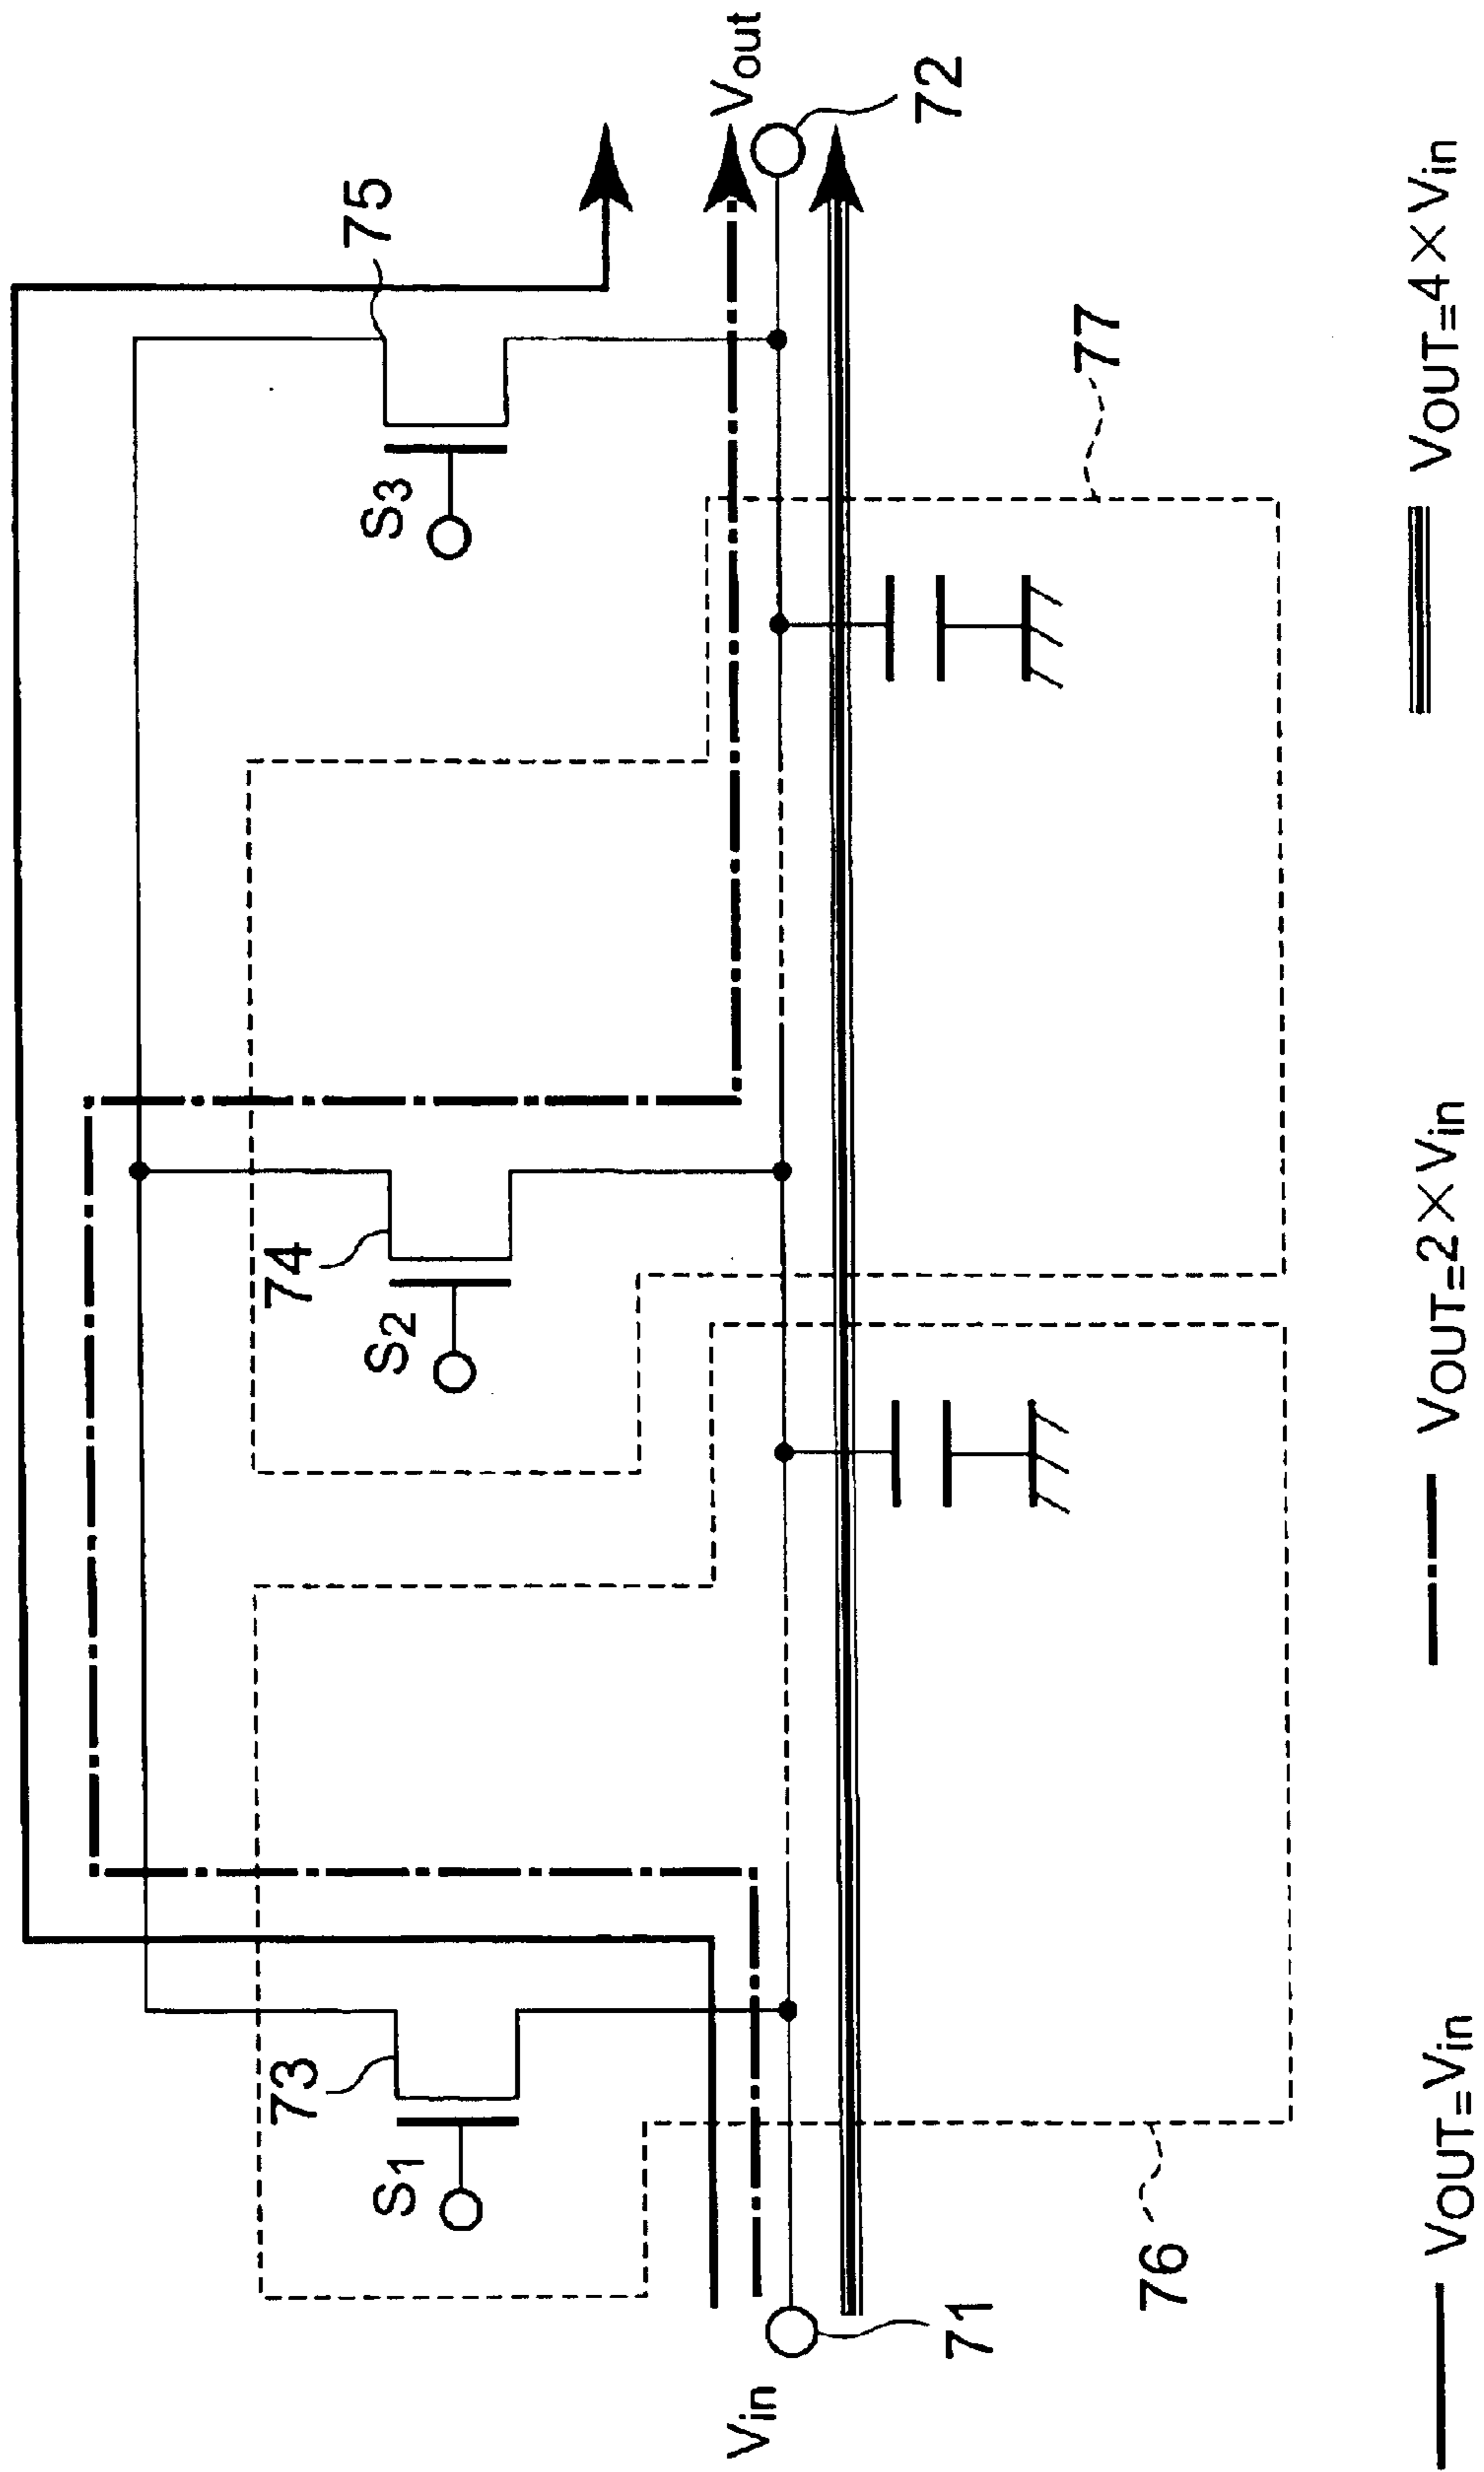 75
Vout
S3
72
77
74
S2
73
S1
Vin
71
76
VOUT=Vin
VOUT=2×Vin
VOUT=4×Vin